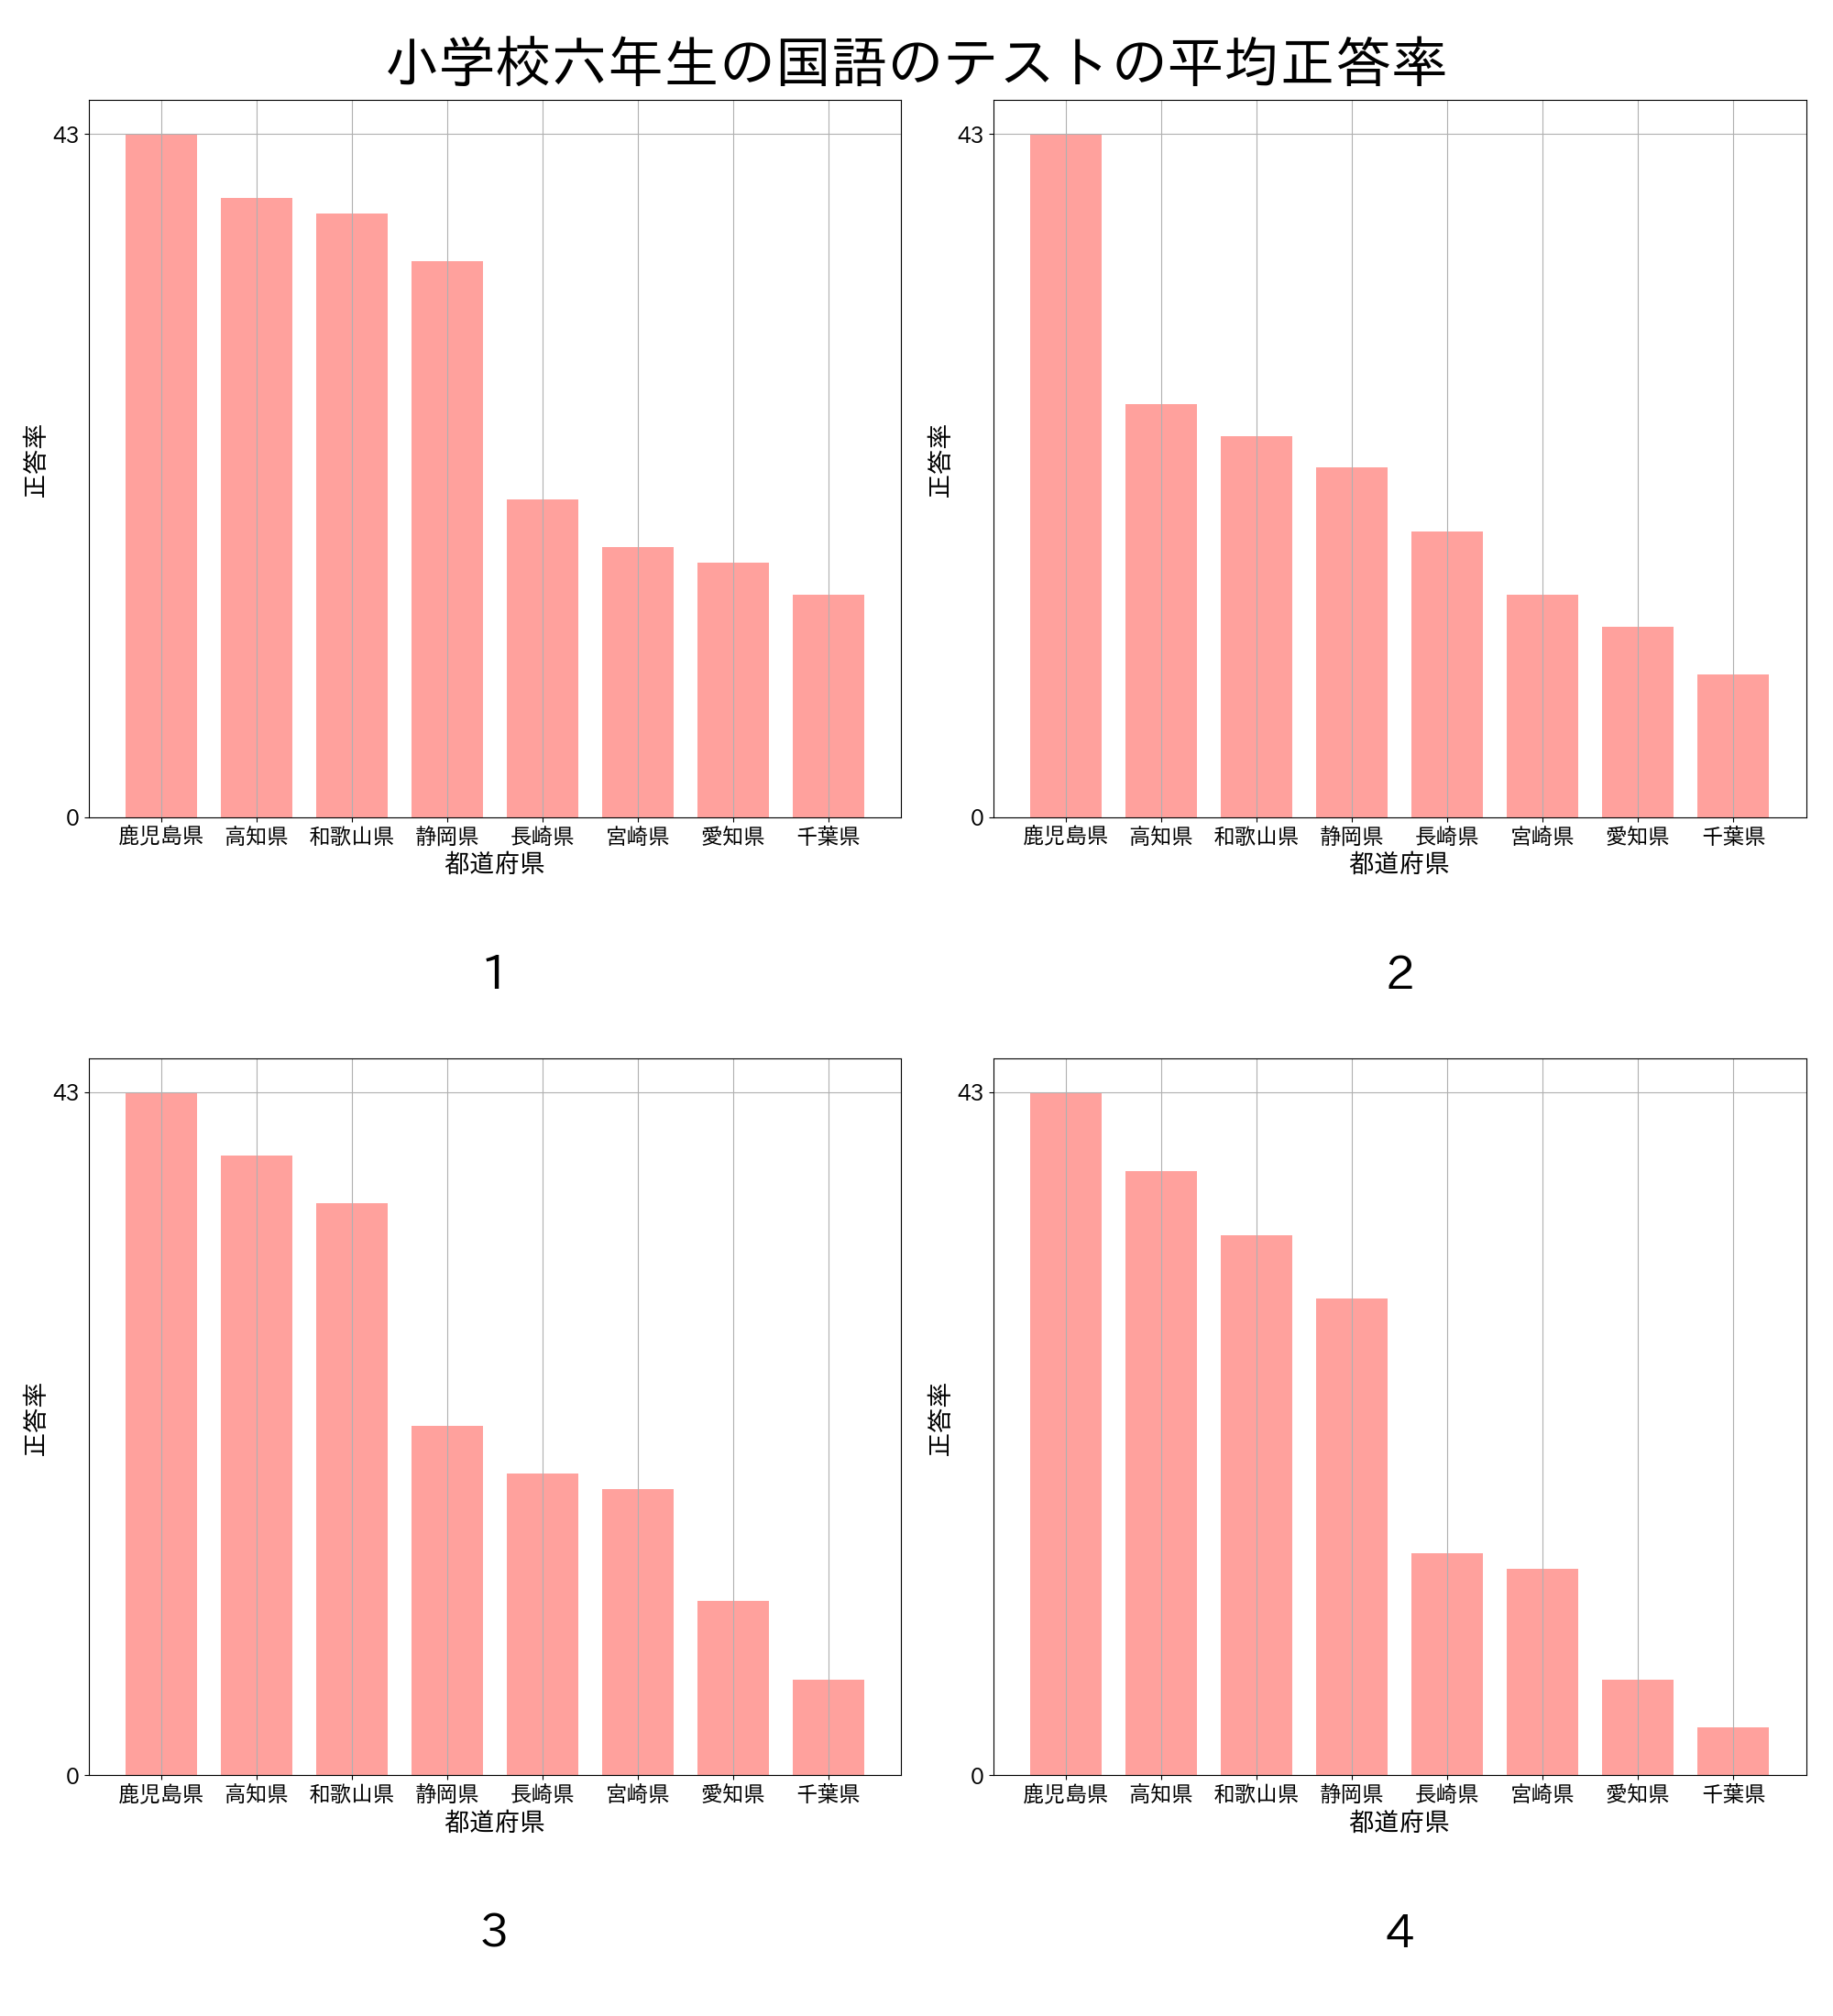 小学校六年生の国語のテストの平均正答率
43
0
正答率
鹿児島県 高知県 和歌山県 静岡県 長崎県 宮崎県 愛知県 千葉県
都道府県
1
43
0
正答率
鹿児島県 高知県 和歌山県 静岡県 長崎県 宮崎県 愛知県 千葉県
都道府県
2
43
0
正答率
鹿児島県 高知県 和歌山県 静岡県 長崎県 宮崎県 愛知県 千葉県
都道府県
3
43
0
正答率
鹿児島県 高知県 和歌山県 静岡県 長崎県 宮崎県 愛知県 千葉県
都道府県
4